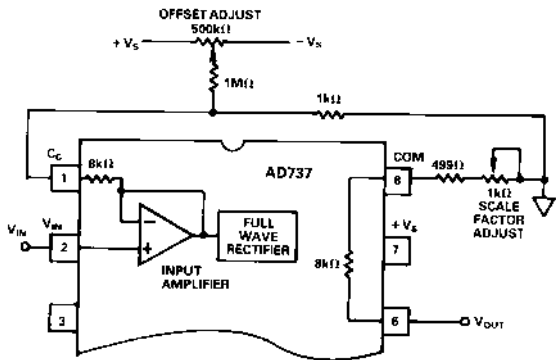 OFFSET ADJUST
500kΩ
+VS
−VS
1MΩ
1kΩ
CC
8kΩ
AD737
COM
1
8
499Ω
1kΩ
SCALE
FACTOR
ADJUST
VIN
VIN
2
−
+
FULL
WAVE
RECTIFIER
+VS
7
INPUT
AMPLIFIER
8kΩ
3
6
VOUT